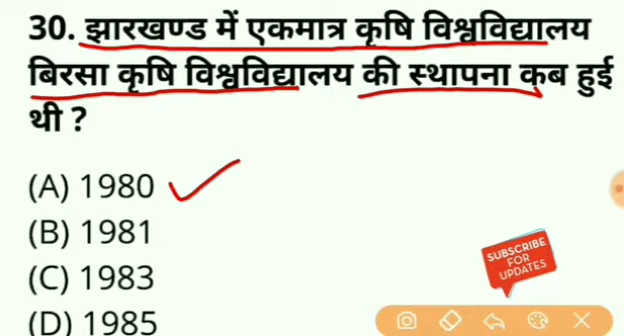 30. झारखण्ड में एकमात्र कृषि विश्वविद्यालय
बिरसा कृषि विश्वविद्यालय की स्थापना कब हुई
थी ?
(A) 1980
(B) 1981
(C) 1983
(D) 1985
SUBSCRIBE
FOR
UPDATES